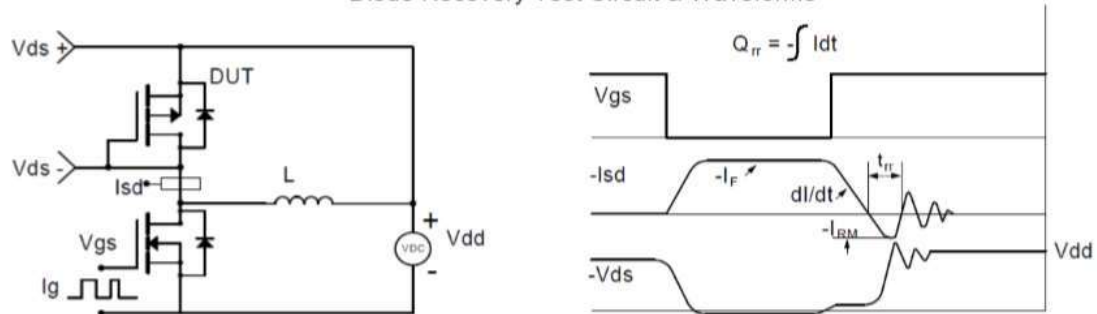 Diode Recovery Test Circuit & Waveforms
Vds +
DUT
Vds -
Isd
L
Vgs
VDC
+
Vdd
-
Ig
Qrr = -∫ Idt
Vgs
-Isd
-IF
dI/dt
trr
-IRM
Vdd
-Vds